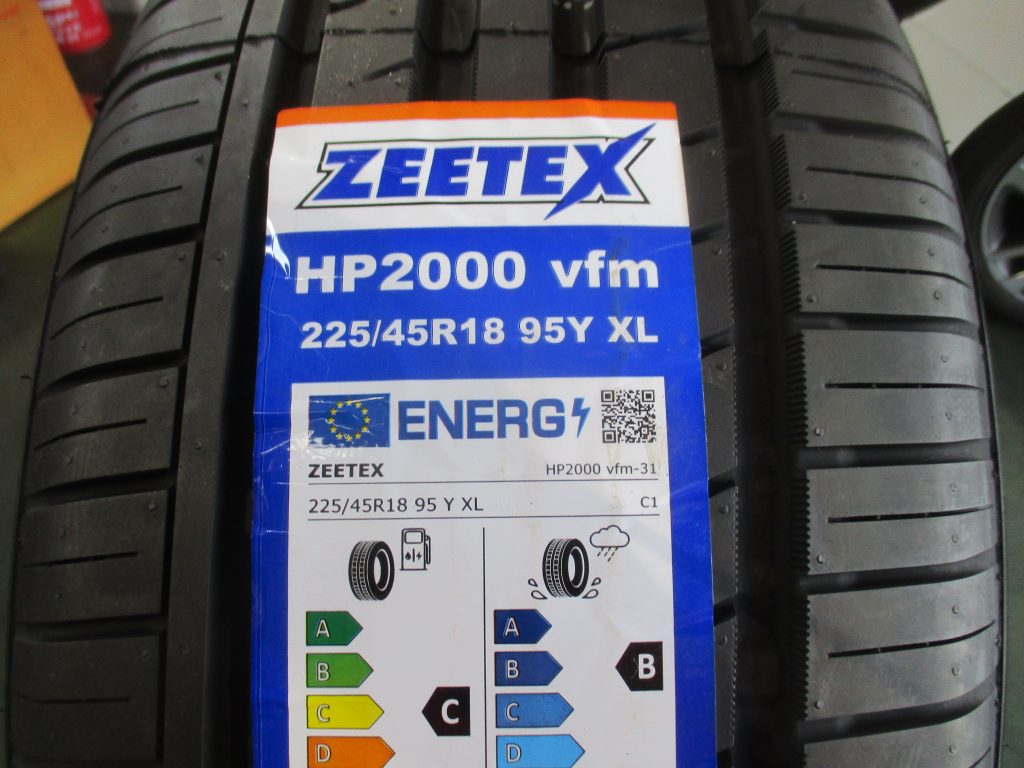 ZEETEX
HP2000 vfm
225/45R18 95Y XL
ENERG
ZEETEX HP2000 vfm-31
225/45R18 95 Y XL C1
A A
B B B
C C C
D D